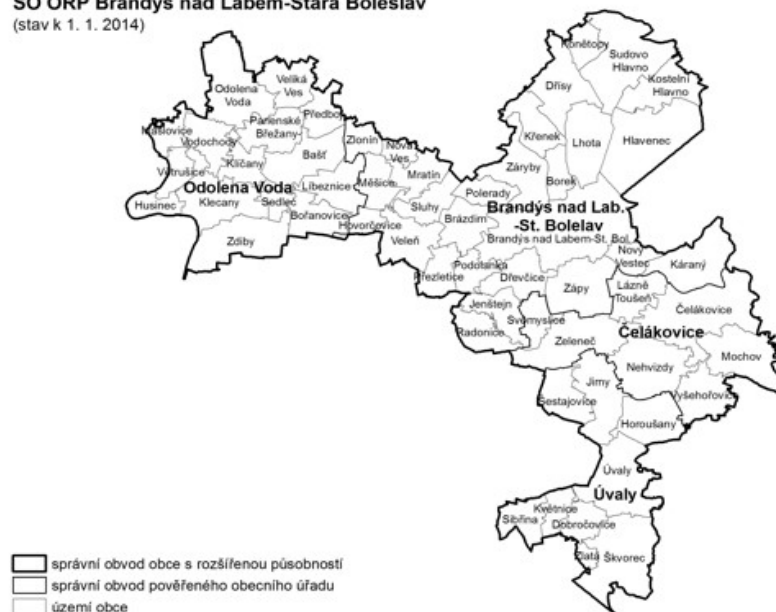 SO ORP Brandýs nad Labem-Stará Boleslav
(stav k 1. 1. 2014)
Konětopy
Sudovo
Hlavno
Kostelní
Hlavno
Dřísy
Veliká
Ves
Odolena
Voda
Předboj
Panenské
Břežany
Máslovice
Vodochody
Zlonín
Nová
Ves
Křenek
Lhota
Hlavenec
Bašť
Klíčany
Větrušice
Mratín
Záryby
Borek
Měšice
Líbeznice
Odolena Voda
Klecany
Sedlec
Husinec
Polerady
Sluhy
Brandýs nad Lab.
-St. Bolelav
Bořanovice
Hovorčovice
Brázdim
Zdiby
Veleň
Brandýs nad Labem-St. Bol.
Nový
Vestec
Káraný
Přezletice
Podolanka
Dřevčice
Zápy
Lázně
Toušeň
Jenštejn
Čelákovice
Svémyslice
Radonice
Čelákovice
Zeleneč
Mochov
Nehvizdy
Jirny
Vyšehořovice
Šestajovice
Horoušany
Úvaly
Úvaly
Květnice
Sibřina
Dobročovice
Zlatá
Škvorec
správní obvod obce s rozšířenou působností
správní obvod pověřeného obecního úřadu
území obce